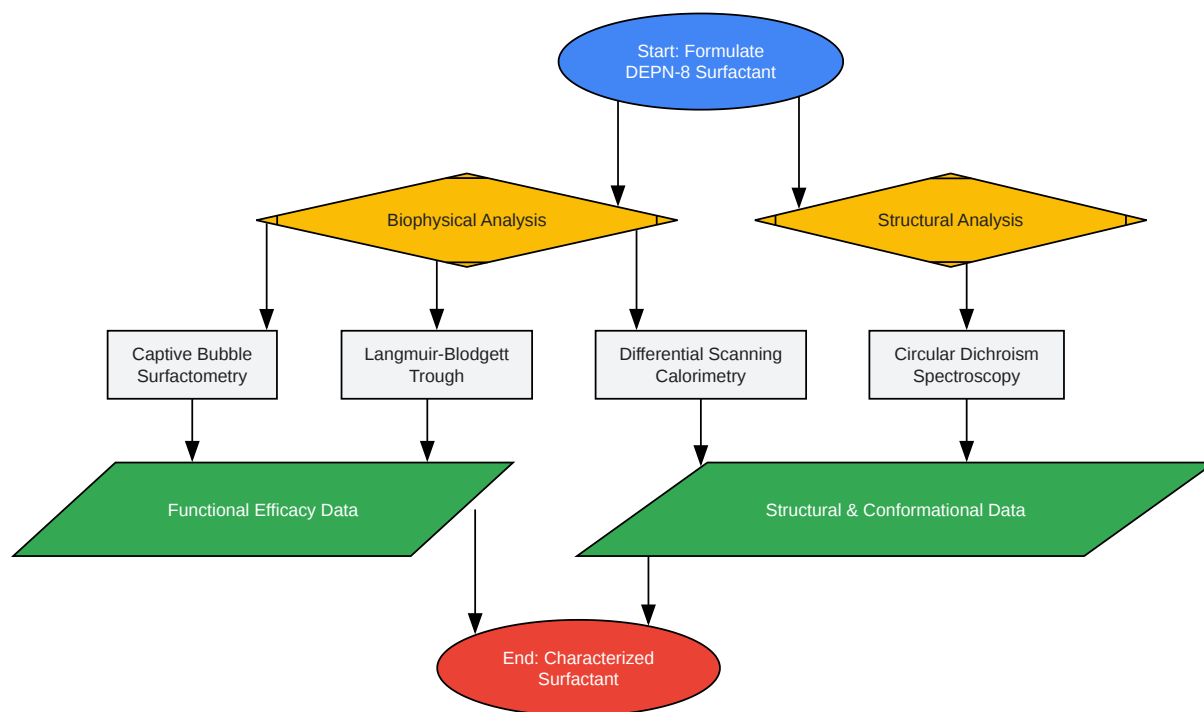 Start: Formulate
DEPN-8 Surfactant
Biophysical Analysis
Structural Analysis
Captive Bubble
Surfactometry
Langmuir-Blodgett
Trough
Differential Scanning
Calorimetry
Circular Dichroism
Spectroscopy
Functional Efficacy Data
Structural & Conformational Data
End: Characterized
Surfactant